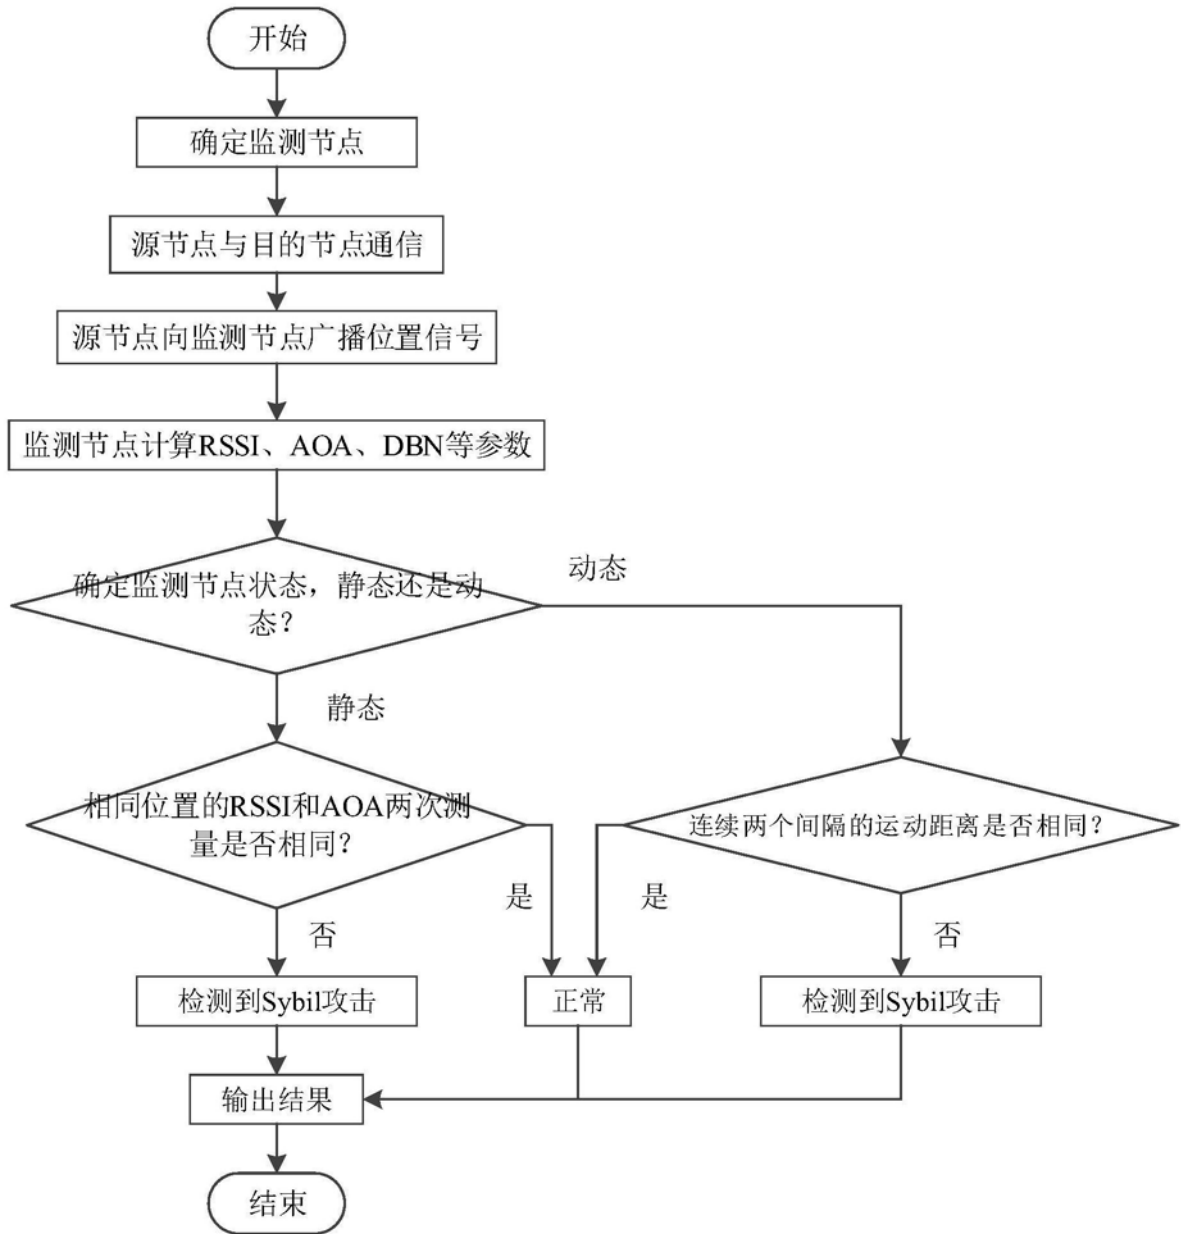 开始
确定监测节点
源节点与目的节点通信
源节点向监测节点广播位置信号
监测节点计算RSSI、AOA、DBN等参数
确定监测节点状态，静态还是动
态？
动态
静态
相同位置的RSSI和AOA两次测
量是否相同？
连续两个间隔的运动距离是否相同？
是
是
否
否
检测到Sybil攻击
正常
检测到Sybil攻击
输出结果
结束